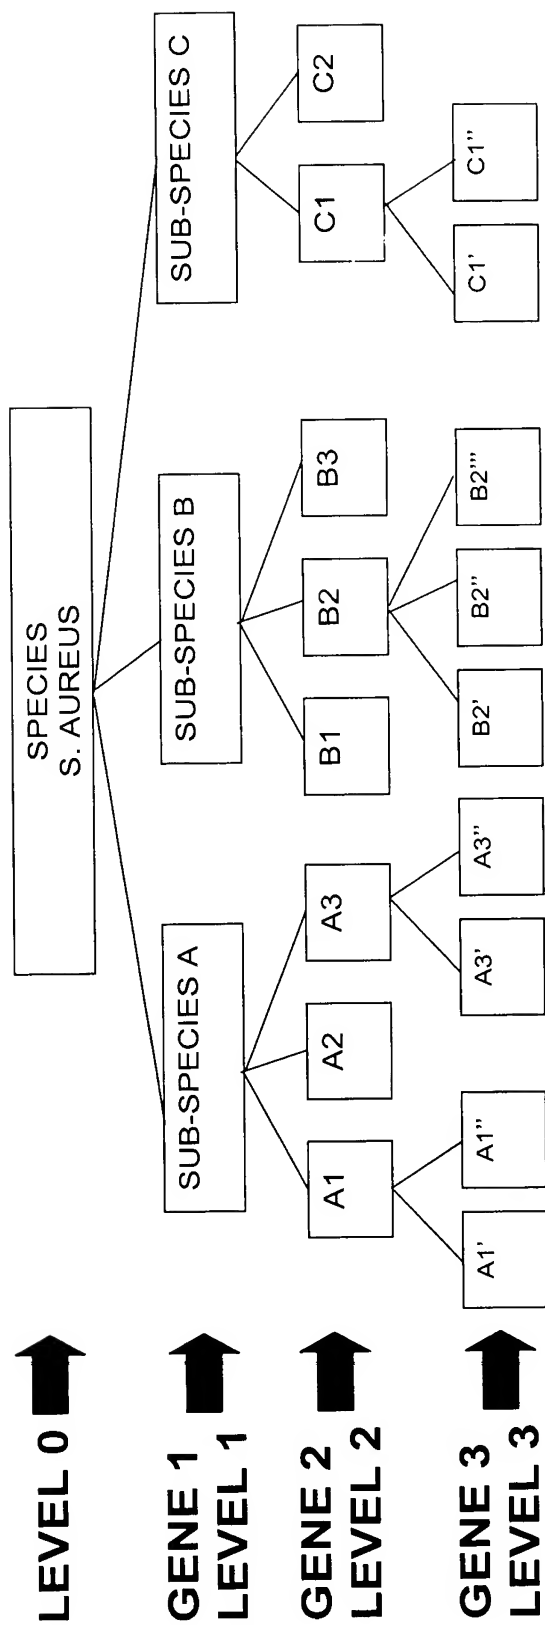 LEVEL 0
SPECIES
S. AUREUS
GENE 1
LEVEL 1
SUB-SPECIES A
SUB-SPECIES B
SUB-SPECIES C
GENE 2
LEVEL 2
A1
A2
A3
B1
B2
B3
C1
C2
GENE 3
LEVEL 3
A1'
A1"
A3'
A3"
B2'
B2"
B2'"
C1'
C1"